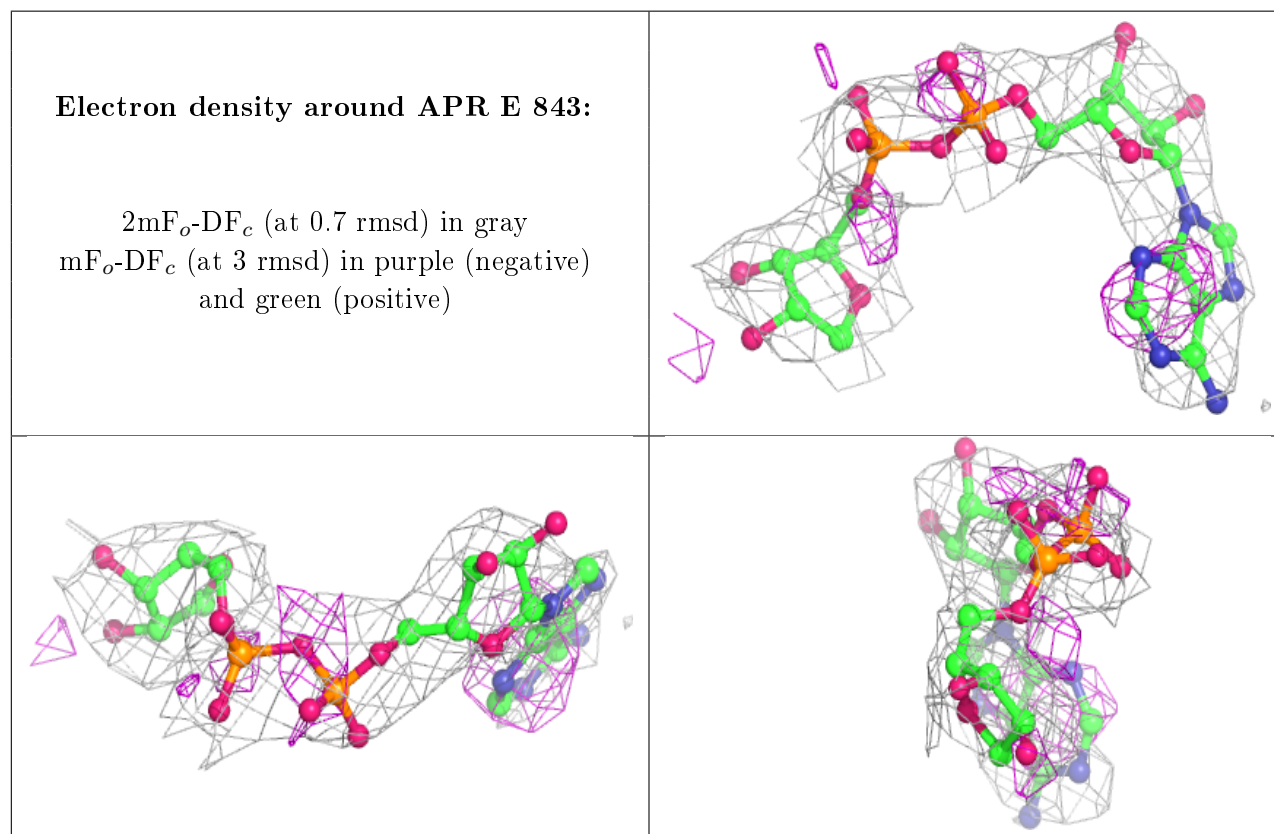 Electron density around APR E 843:
2mFₒ-DF𝒸 (at 0.7 rmsd) in gray
mFₒ-DF𝒸 (at 3 rmsd) in purple (negative)
and green (positive)